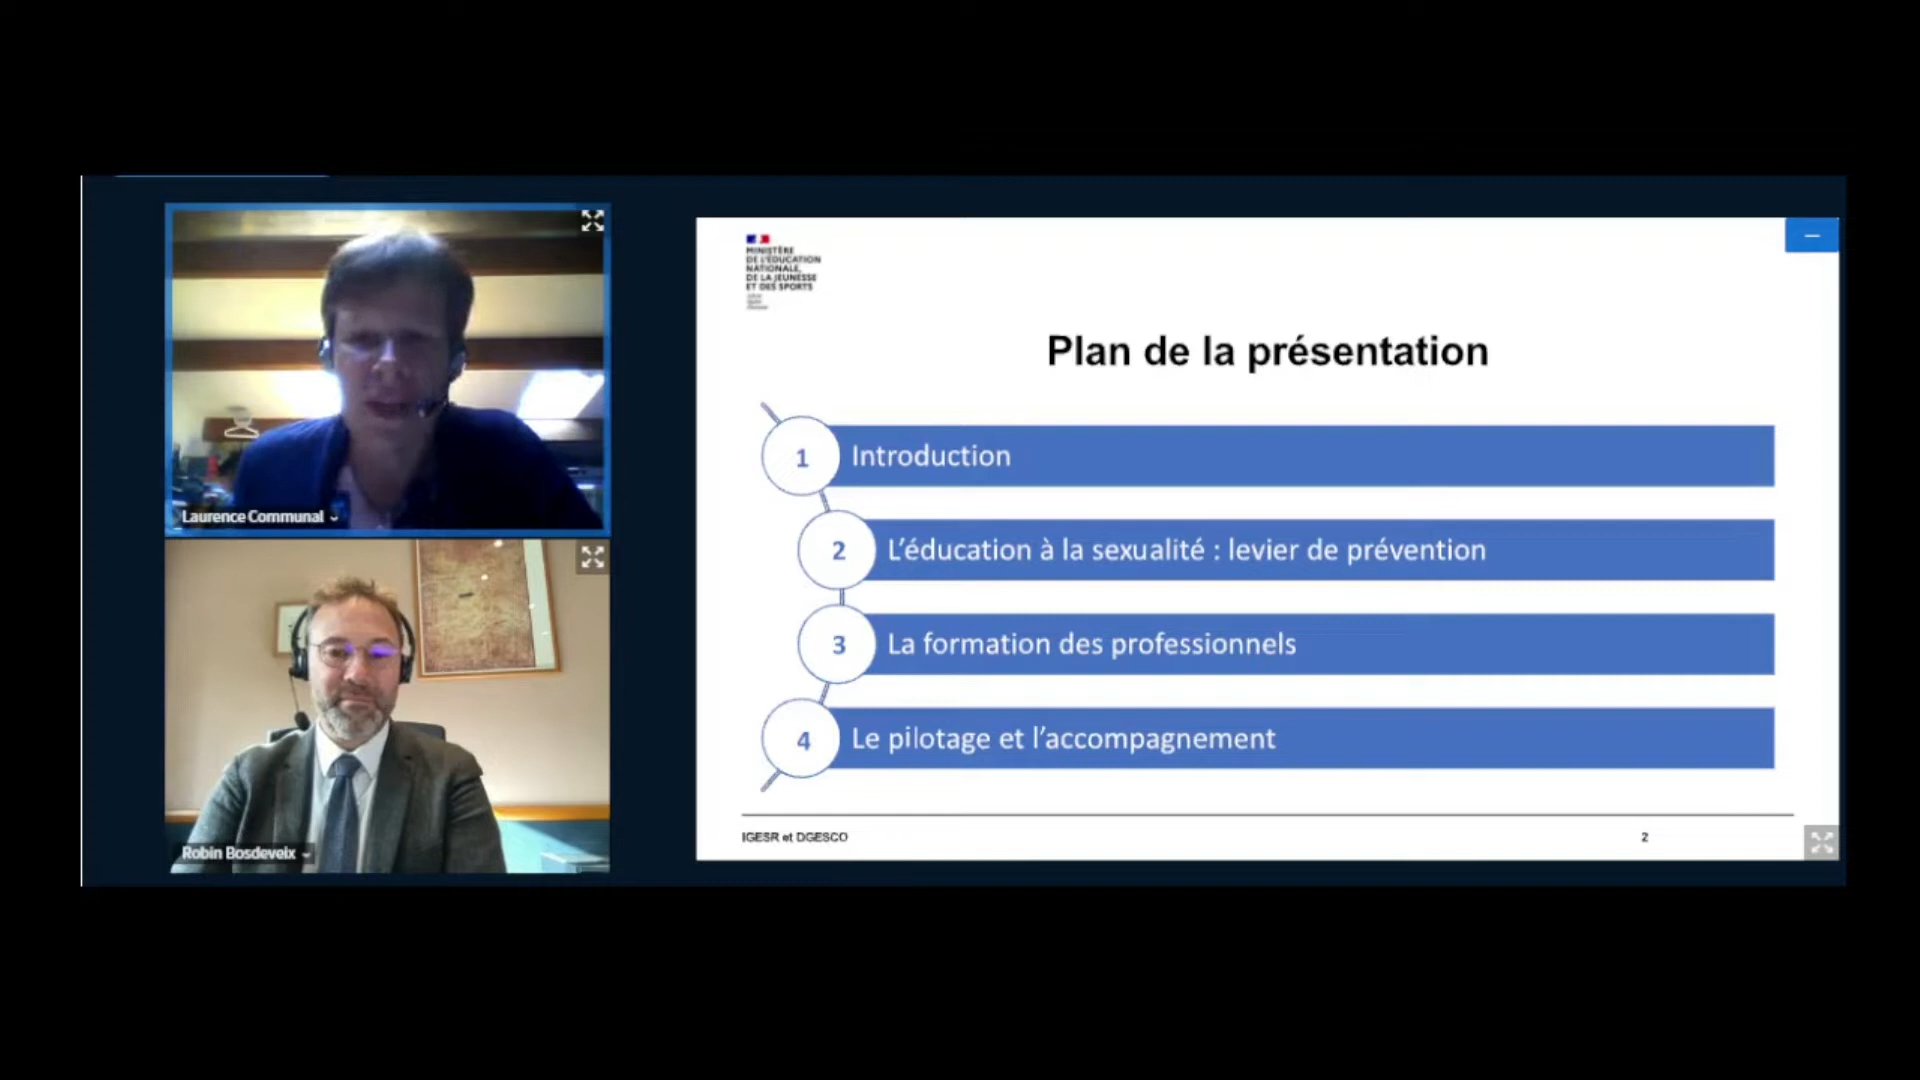 Laurence Communal
Robin Bosdeveix
MINISTÈRE
DE L'ÉDUCATION
NATIONALE,
DE LA JEUNESSE
ET DES SPORTS
Plan de la présentation
1 Introduction
2 L'éducation à la sexualité : levier de prévention
3 La formation des professionnels
4 Le pilotage et l'accompagnement
IGESR et DGESCO 2